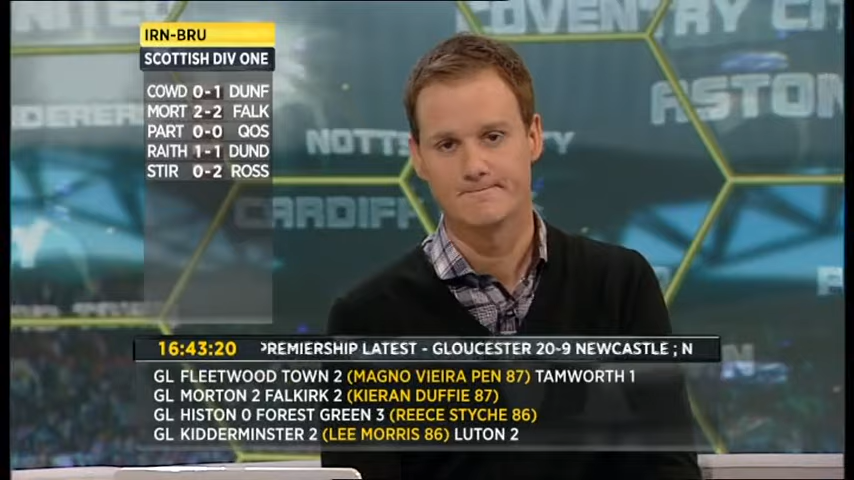 UNITED
COVENTRY CITY
IRN-BRU
SCOTTISH DIV ONE
COWD 0-1 DUNF
MORT 2-2 FALK
PART 0-0 QOS
RAITH 1-1 DUND
STIR 0-2 ROSS
ASTON
NOTTS
CARDIFF
16:43:20 PREMIERSHIP LATEST - GLOUCESTER 20-9 NEWCASTLE ; N
GL FLEETWOOD TOWN 2 (MAGNO VIEIRA PEN 87) TAMWORTH 1
GL MORTON 2 FALKIRK 2 (KIERAN DUFFIE 87)
GL HISTON 0 FOREST GREEN 3 (REECE STYCHE 86)
GL KIDDERMINSTER 2 (LEE MORRIS 86) LUTON 2